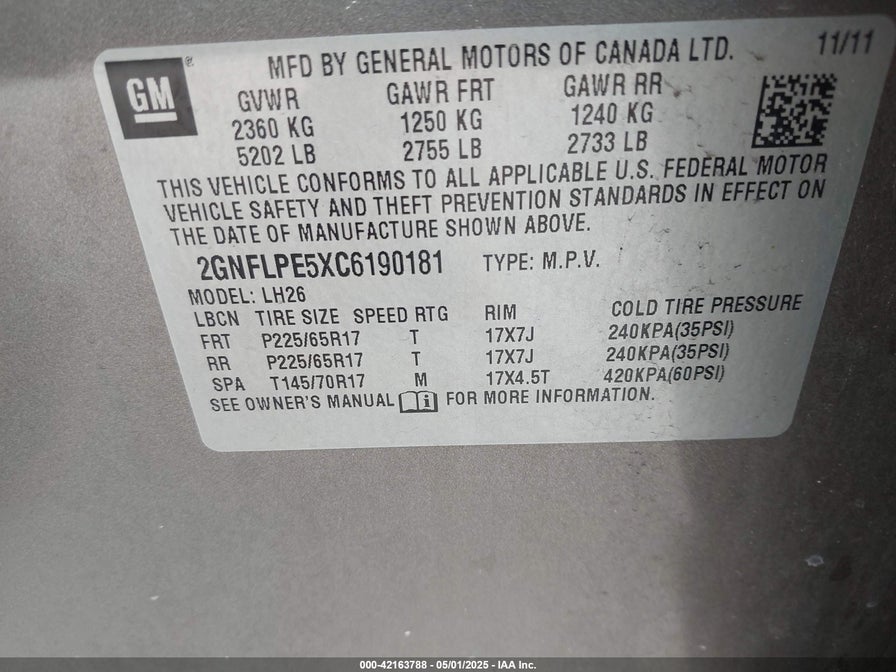 GM®
MFD BY GENERAL MOTORS OF CANADA LTD. 11/11
GVWR GAWR FRT GAWR RR
2360 KG 1250 KG 1240 KG
5202 LB 2755 LB 2733 LB
THIS VEHICLE CONFORMS TO ALL APPLICABLE U.S. FEDERAL MOTOR
VEHICLE SAFETY AND THEFT PREVENTION STANDARDS IN EFFECT ON
THE DATE OF MANUFACTURE SHOWN ABOVE.
2GNFLPE5XC6190181 TYPE: M.P.V.
MODEL: LH26
LBCN TIRE SIZE SPEED RTG RIM COLD TIRE PRESSURE
FRT P225/65R17 T 17X7J 240KPA(35PSI)
RR P225/65R17 T 17X7J 240KPA(35PSI)
SPA T145/70R17 M 17X4.5T 420KPA(60PSI)
SEE OWNER'S MANUAL i FOR MORE INFORMATION.
000-42163788 - 05/01/2025 - IAA Inc.